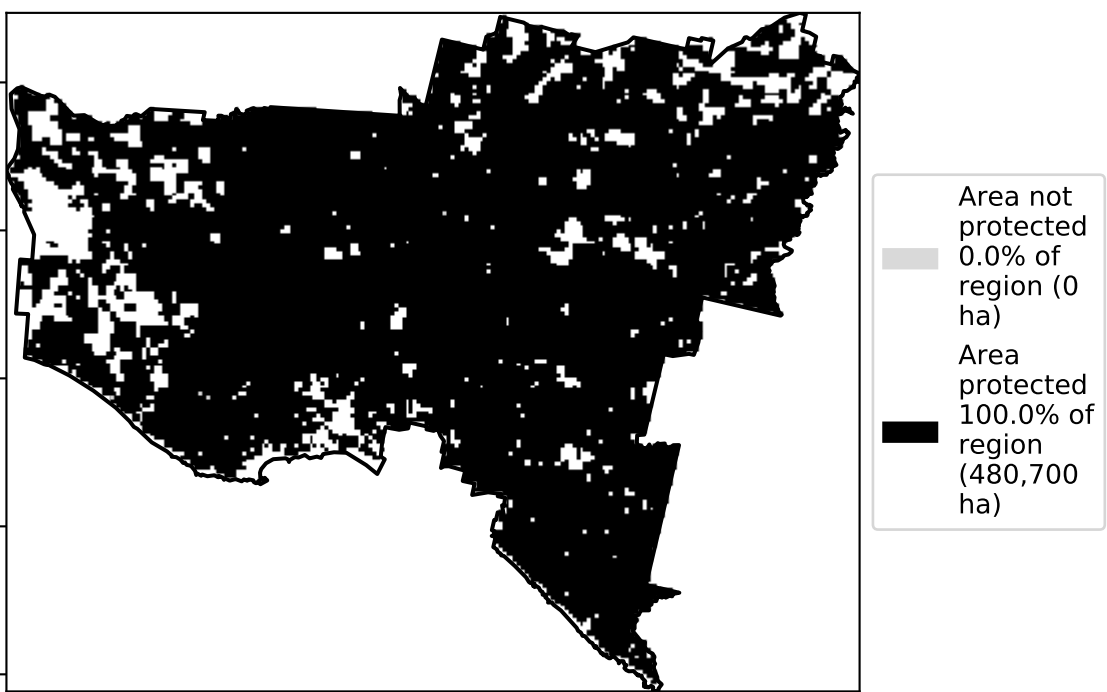 Area not
protected
0.0% of
region (0
ha)
Area
protected
100.0% of
region
(480,700
ha)